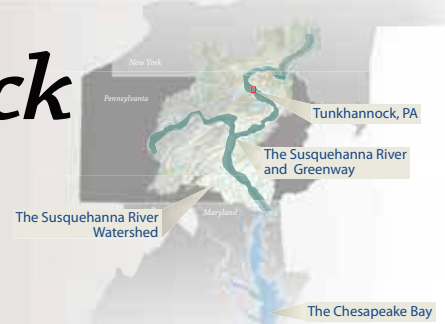 ck
New York
Pennsylvania
Tunkhannock, PA
The Susquehanna River
and Greenway
The Susquehanna River
Watershed
Maryland
The Chesapeake Bay